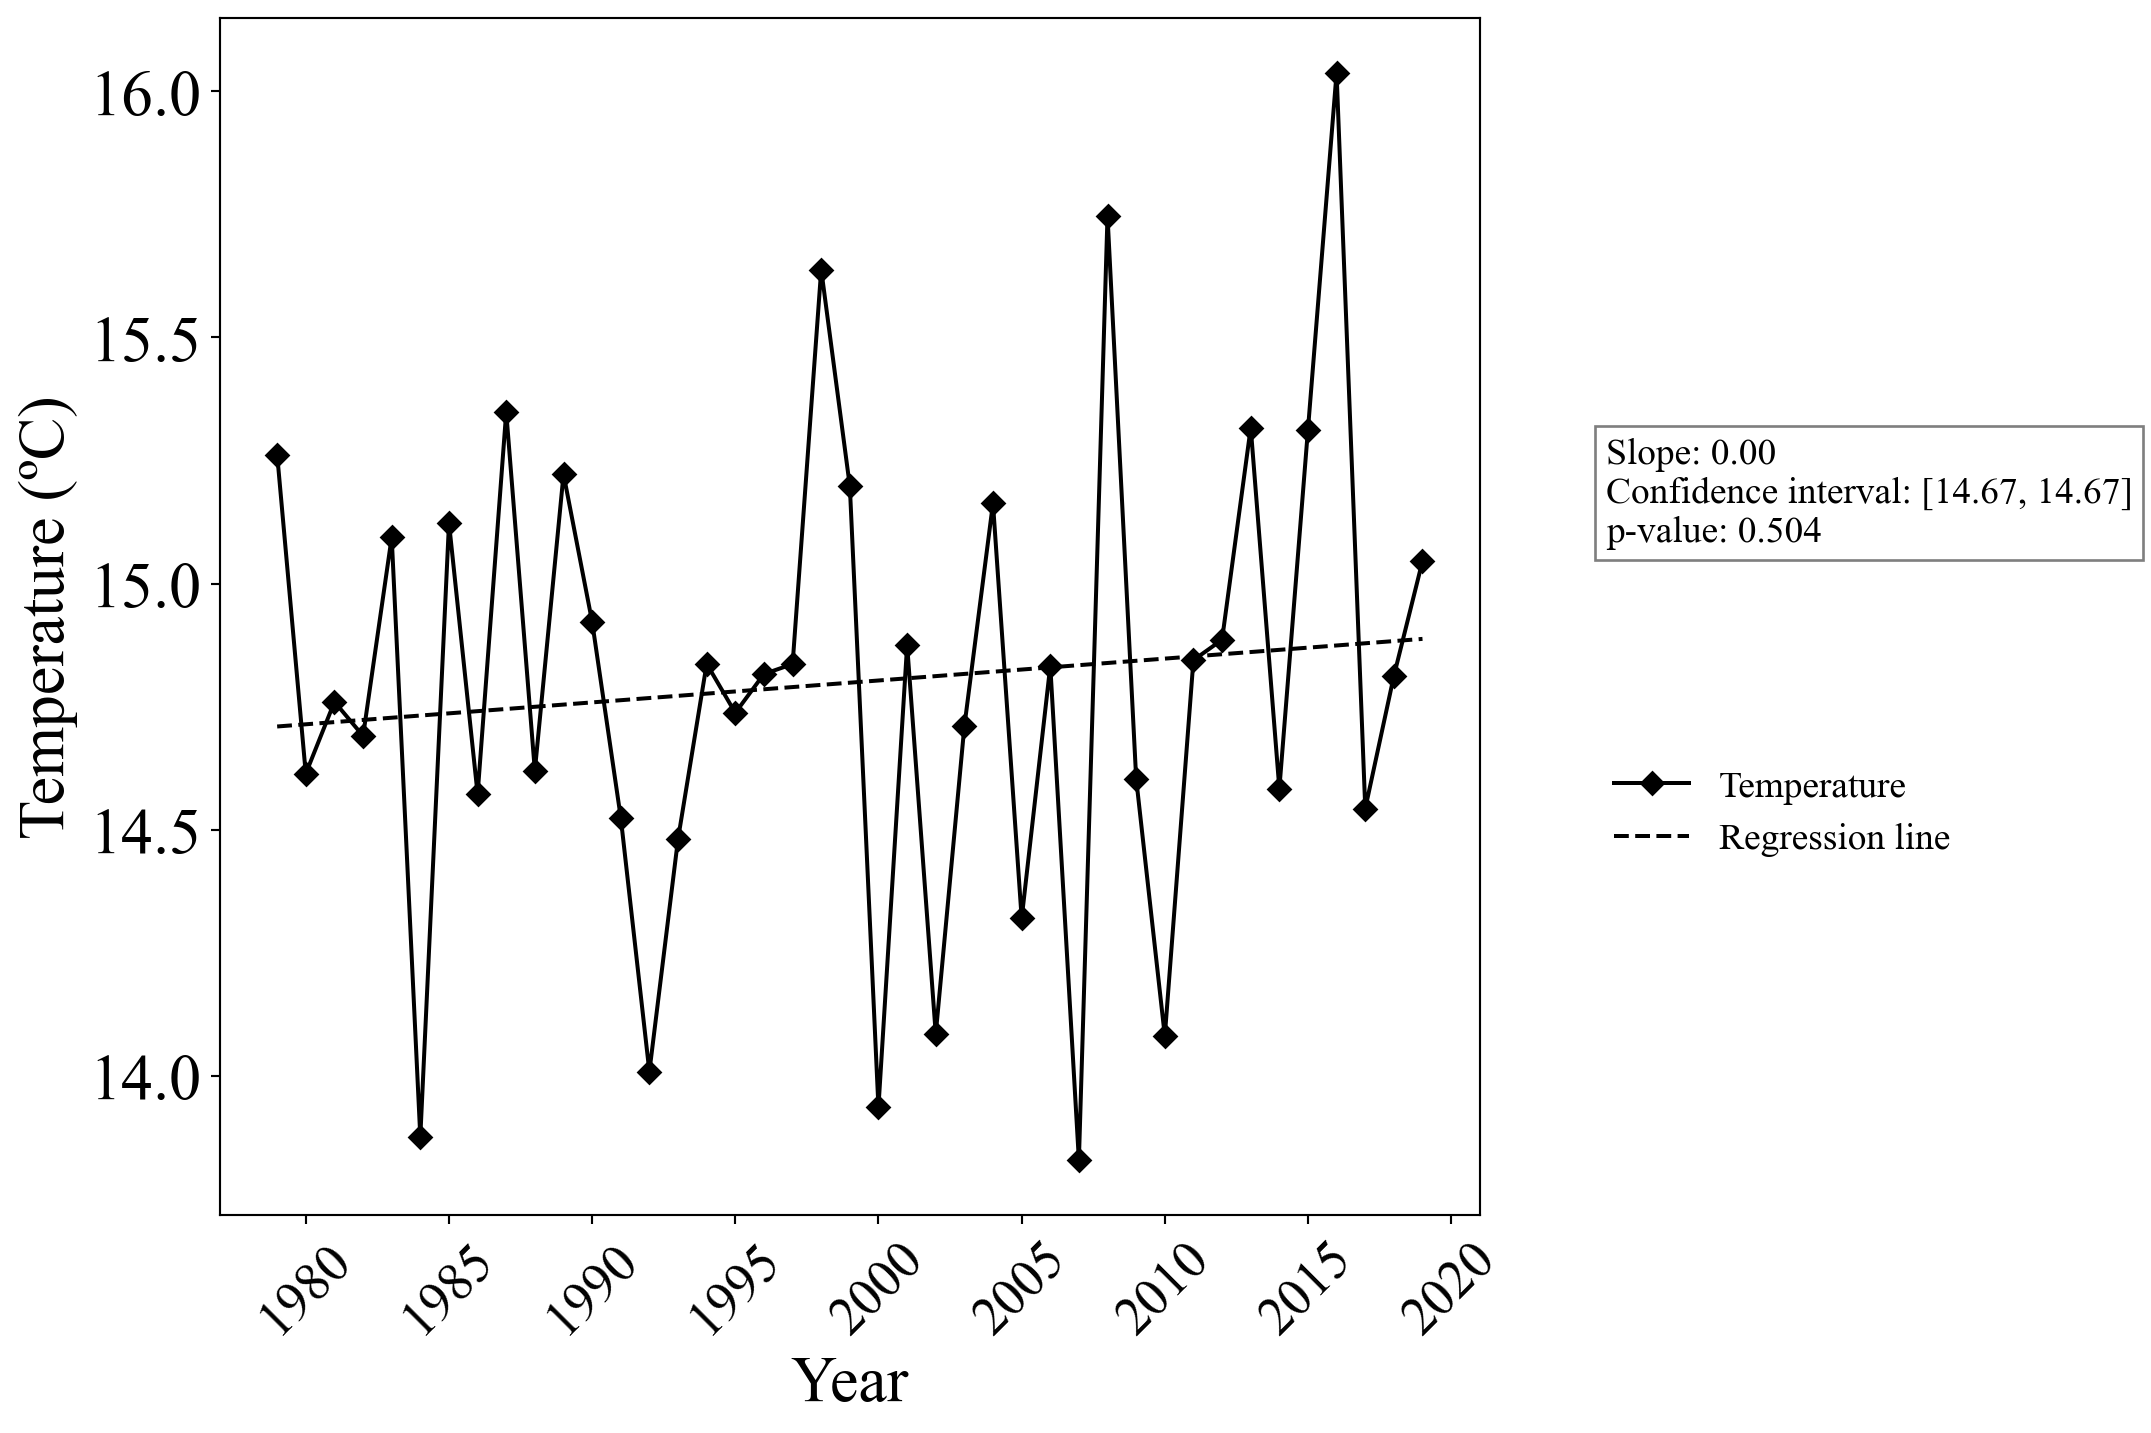 16.0
15.5
15.0
14.5
14.0
Temperature (ºC)
1980
1985
1990
1995
2000
2005
2010
2015
2020
Year
Slope: 0.00
Confidence interval: [14.67, 14.67]
p-value: 0.504
Temperature
Regression line